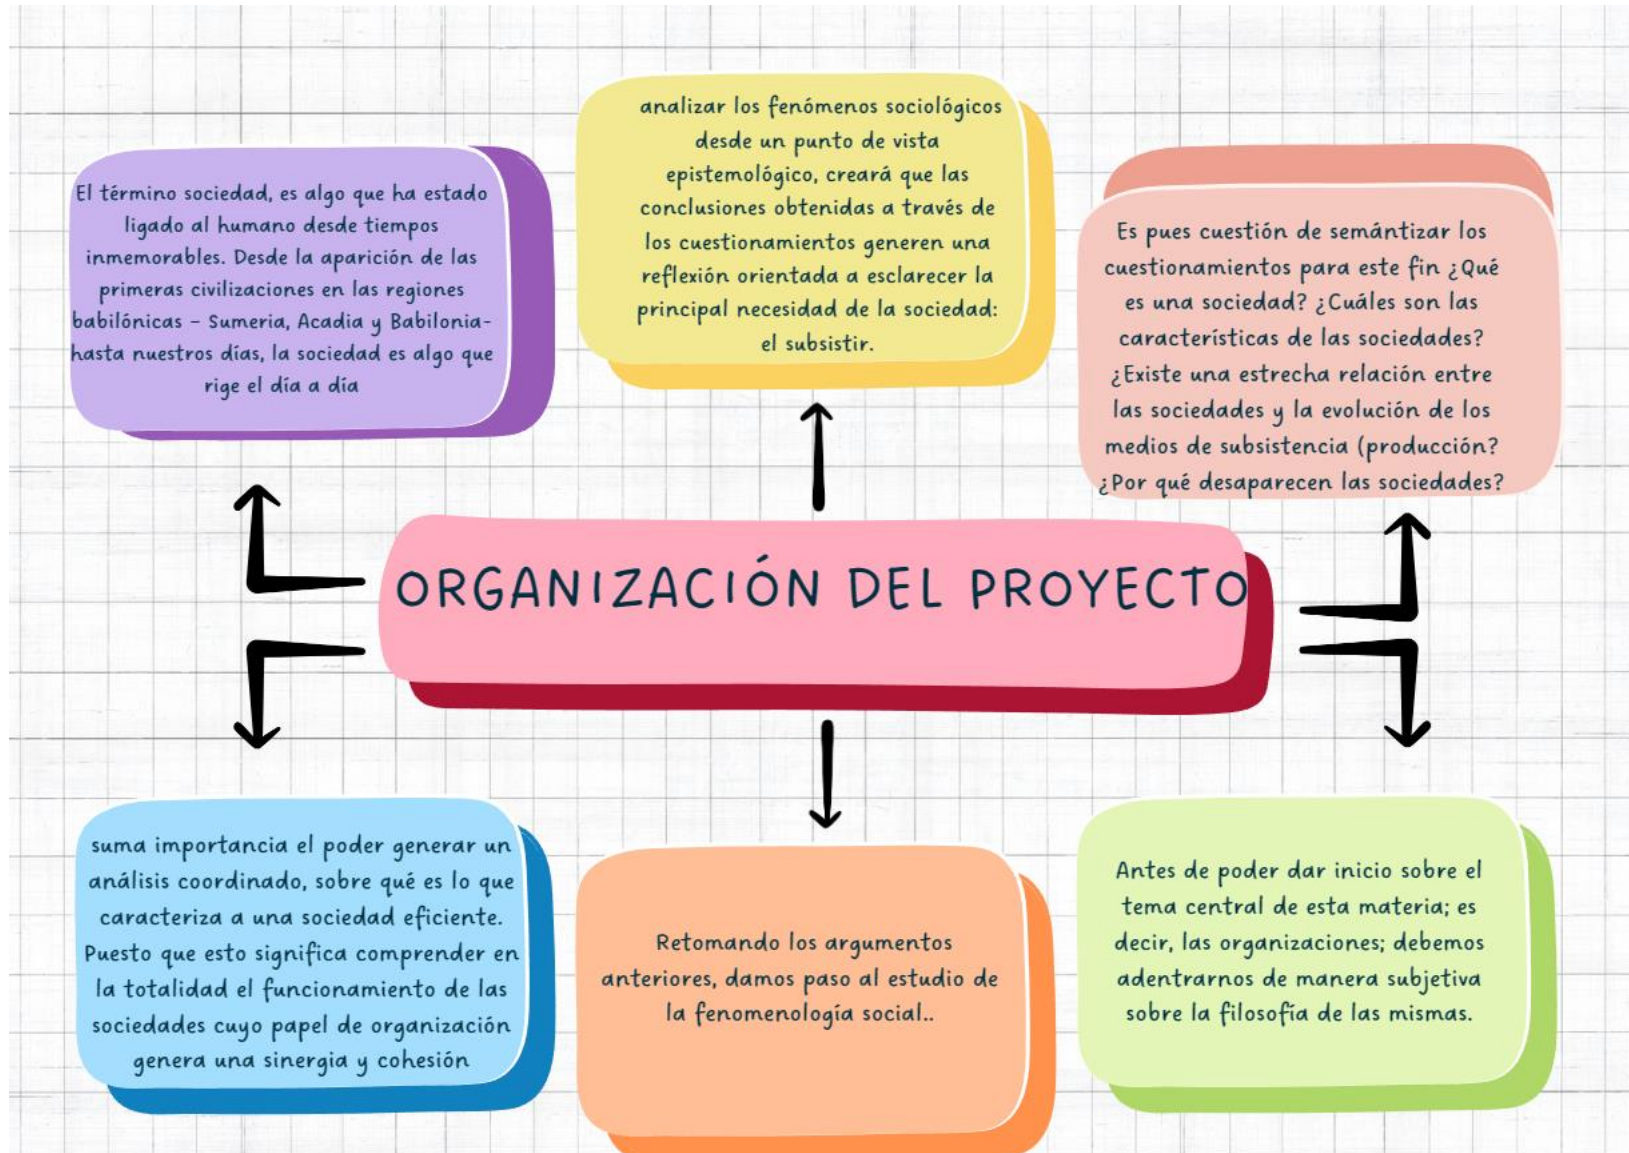 El término sociedad, es algo que ha estado
ligado al humano desde tiempos
inmemorables. Desde la aparición de las
primeras civilizaciones en las regiones
babilónicas – Sumeria, Acadia y Babilonia-
hasta nuestros días, la sociedad es algo que
rige el día a día
analizar los fenómenos sociológicos
desde un punto de vista
epistemológico, creará que las
conclusiones obtenidas a través de
los cuestionamientos generen una
reflexión orientada a esclarecer la
principal necesidad de la sociedad:
el subsistir.
Es pues cuestión de semántizar los
cuestionamientos para este fin ¿Qué
es una sociedad? ¿Cuáles son las
características de las sociedades?
¿Existe una estrecha relación entre
las sociedades y la evolución de los
medios de subsistencia (producción?
¿Por qué desaparecen las sociedades?
ORGANIZACIÓN DEL PROYECTO
suma importancia el poder generar un
análisis coordinado, sobre qué es lo que
caracteriza a una sociedad eficiente.
Puesto que esto significa comprender en
la totalidad el funcionamiento de las
sociedades cuyo papel de organización
genera una sinergia y cohesión
Retomando los argumentos
anteriores, damos paso al estudio de
la fenomenología social..
Antes de poder dar inicio sobre el
tema central de esta materia; es
decir, las organizaciones; debemos
adentrarnos de manera subjetiva
sobre la filosofía de las mismas.